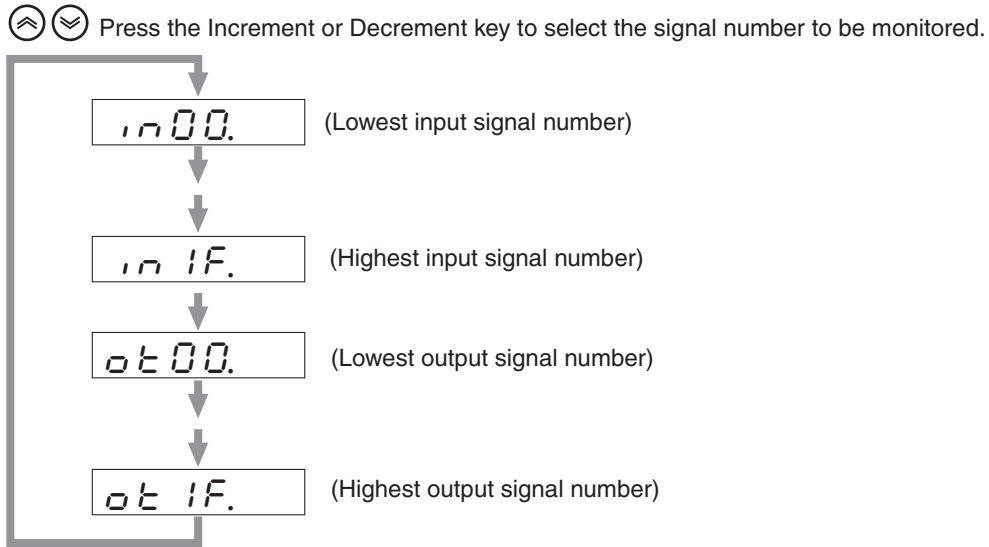 Press the Increment or Decrement key to select the signal number to be monitored.
in00. (Lowest input signal number)
in1F. (Highest input signal number)
ot00. (Lowest output signal number)
ot1F. (Highest output signal number)